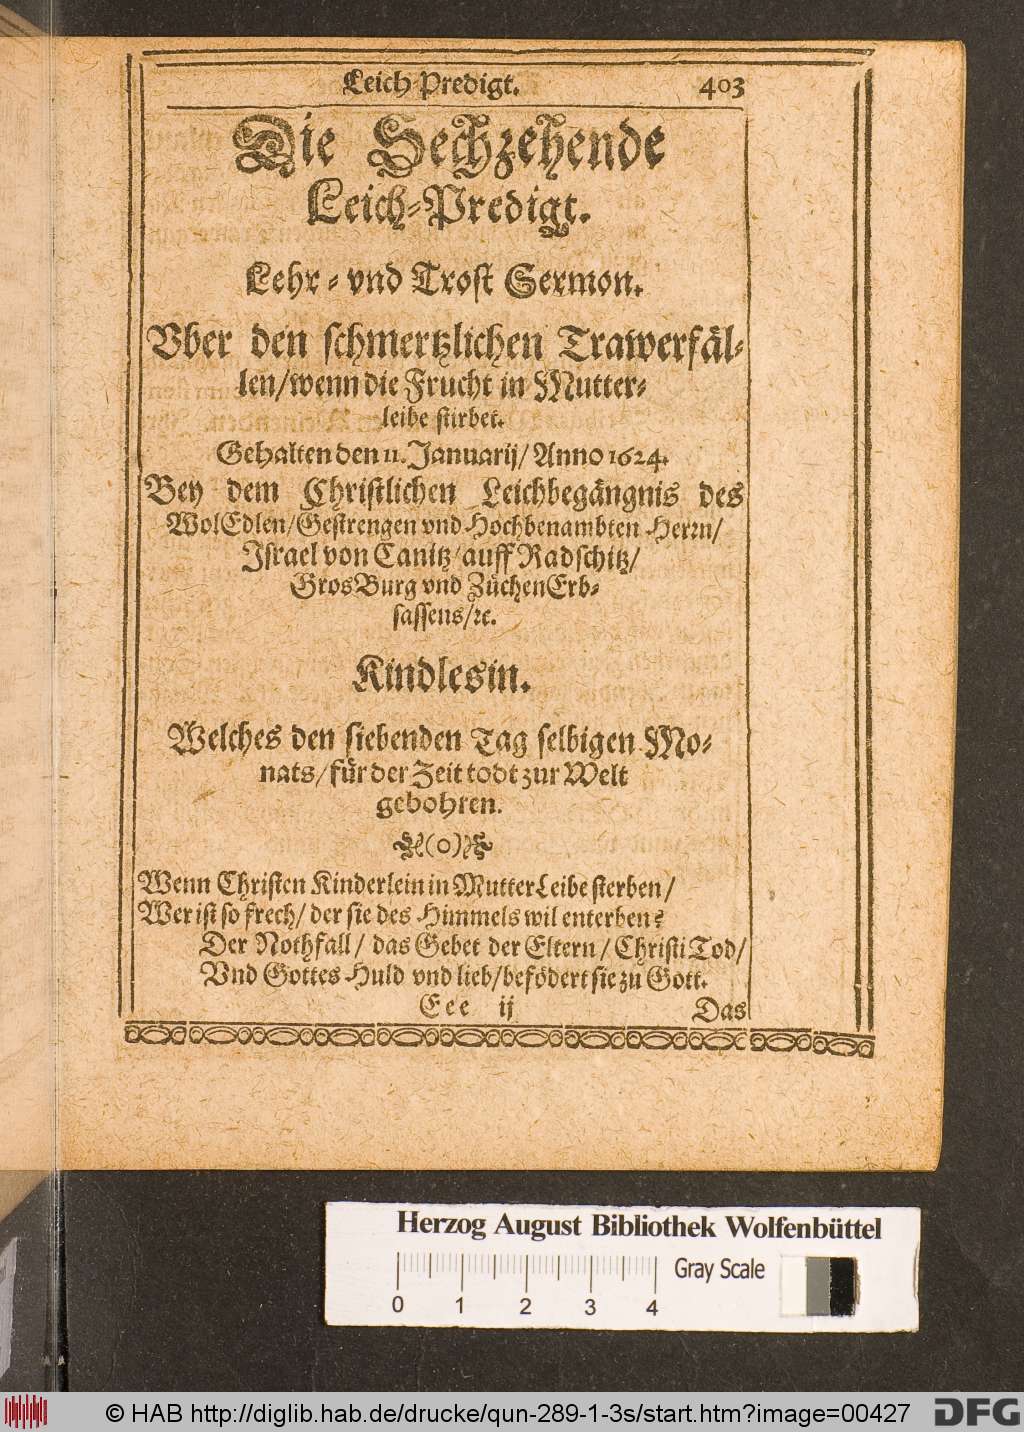 Leich Predigt. 403
Die Sechzehende
Leich-Predigt.
Lehr- vnd Trost Sermon.
Vber den schmertzlichen Trawerfäl-
len/wenn die Frucht in Mutter-
leibe stirbet.
Gehalten den 11. Januarij/ Anno 1624.
Bey dem Christlichen Leichbegängnis des
WolEdlen/Gestrengen vnd Hochbenambten Herrn/
Israel von Canitz/auff Radschitz/
GrosBurg vnd ZüchenErb-
sassens/ꝛc.
Kindlesin.
Welches den siebenden Tag selbigen Mo-
nats/für der Zeit todt zur Welt
gebohren.
(o)
Wenn Christen Kinderlein in MutterLeibe sterben/
Wer ist so frech/ der sie des Himmels wil enterben?
Der Nothfall/ das Gebet der Eltern/ Christi Tod/
Vnd Gottes Huld vnd lieb/befödert sie zu Gott.
Eee ij Das
Herzog August Bibliothek Wolfenbüttel
Gray Scale
0 1 2 3 4
© HAB http://diglib.hab.de/drucke/qun-289-1-3s/start.htm?image=00427 DFG